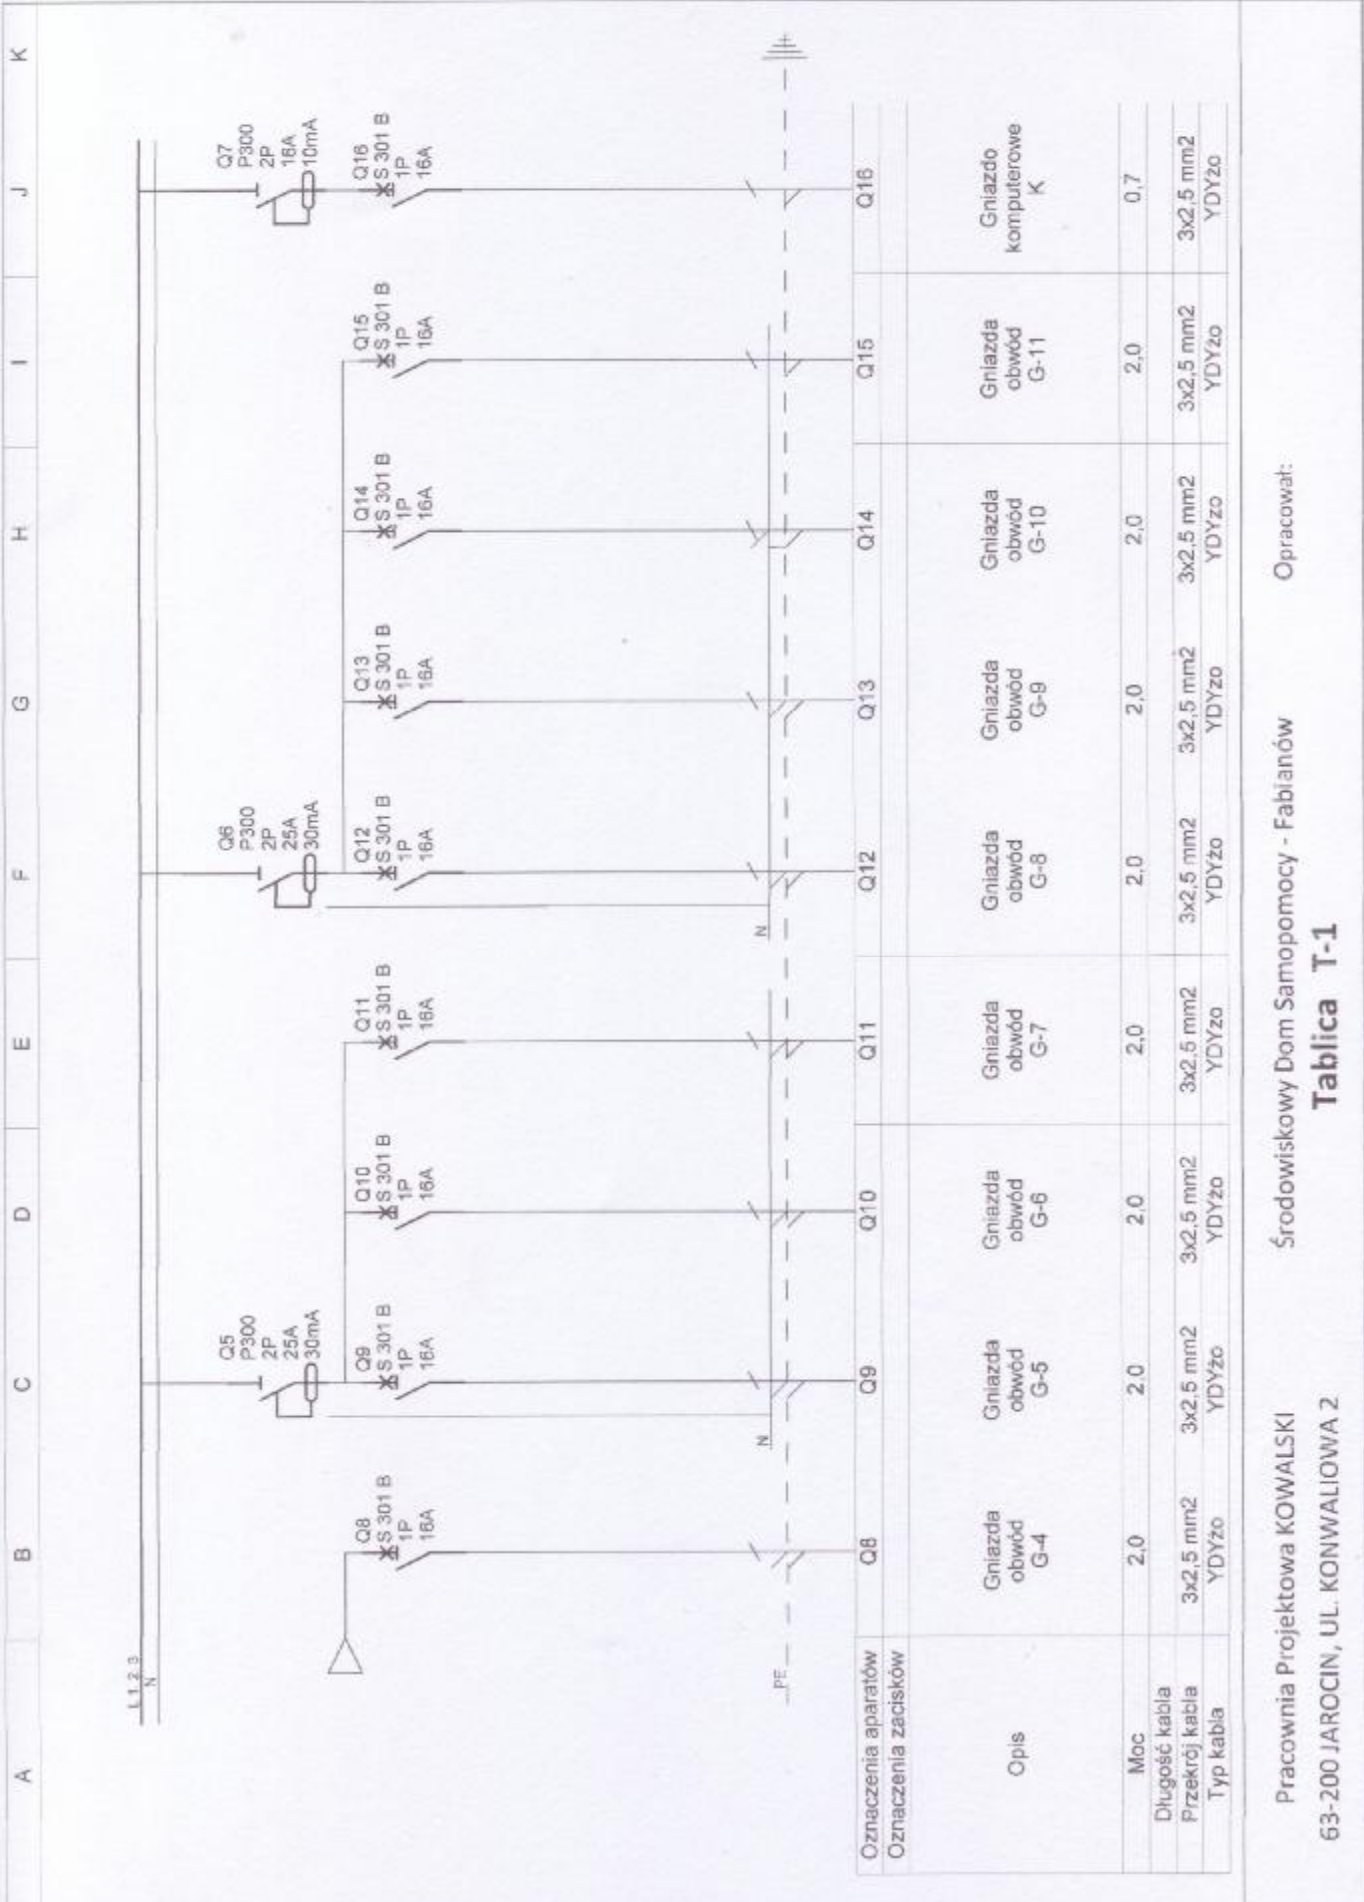 A B C D E F G H I J K
L 1 2 3
N
Q5
P300
2P
25A
30mA
Q6
P300
2P
25A
30mA
Q7
P300
2P
16A
10mA
Q8
S 301 B
1P
16A
Q9
S 301 B
1P
16A
Q10
S 301 B
1P
16A
Q11
S 301 B
1P
16A
Q12
S 301 B
1P
16A
Q13
S 301 B
1P
16A
Q14
S 301 B
1P
16A
Q15
S 301 B
1P
16A
Q16
S 301 B
1P
16A
N
N
PE
Oznaczenia aparatów Q8 Q9 Q10 Q11 Q12 Q13 Q14 Q15 Q16
Oznaczenia zacisków
Opis
Gniazda
obwód
G-4
Gniazda
obwód
G-5
Gniazda
obwód
G-6
Gniazda
obwód
G-7
Gniazda
obwód
G-8
Gniazda
obwód
G-9
Gniazda
obwód
G-10
Gniazda
obwód
G-11
Gniazdo
komputerowe
K
Moc 2,0 2,0 2,0 2,0 2,0 2,0 2,0 2,0 0,7
Długość kabla
Przekrój kabla 3x2,5 mm2 3x2,5 mm2 3x2,5 mm2 3x2,5 mm2 3x2,5 mm2 3x2,5 mm2 3x2,5 mm2 3x2,5 mm2 3x2,5 mm2
Typ kabla YDYżo YDYżo YDYżo YDYżo YDYżo YDYżo YDYżo YDYżo YDYżo
Pracownia Projektowa KOWALSKI Środowiskowy Dom Samopomocy - Fabianów Opracował:
63-200 JAROCIN, UL. KONWALIOWA 2 Tablica T-1